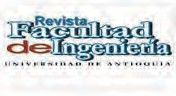 Revista
Facultad
de Ingeniería
UNIVERSIDAD DE ANTIOQUIA